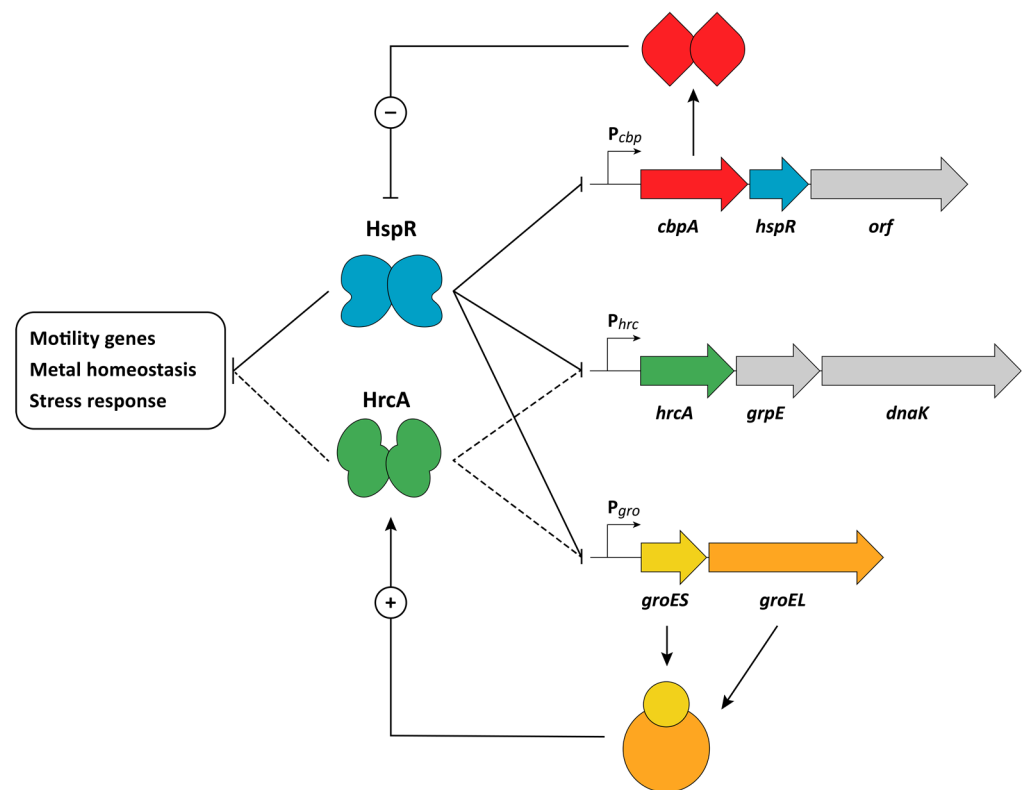 −
P cbp
cbpA hspR orf
HspR
Motility genes
Metal homeostasis
Stress response
P hrc
HrcA
hrcA grpE dnaK
P gro
+
groES groEL